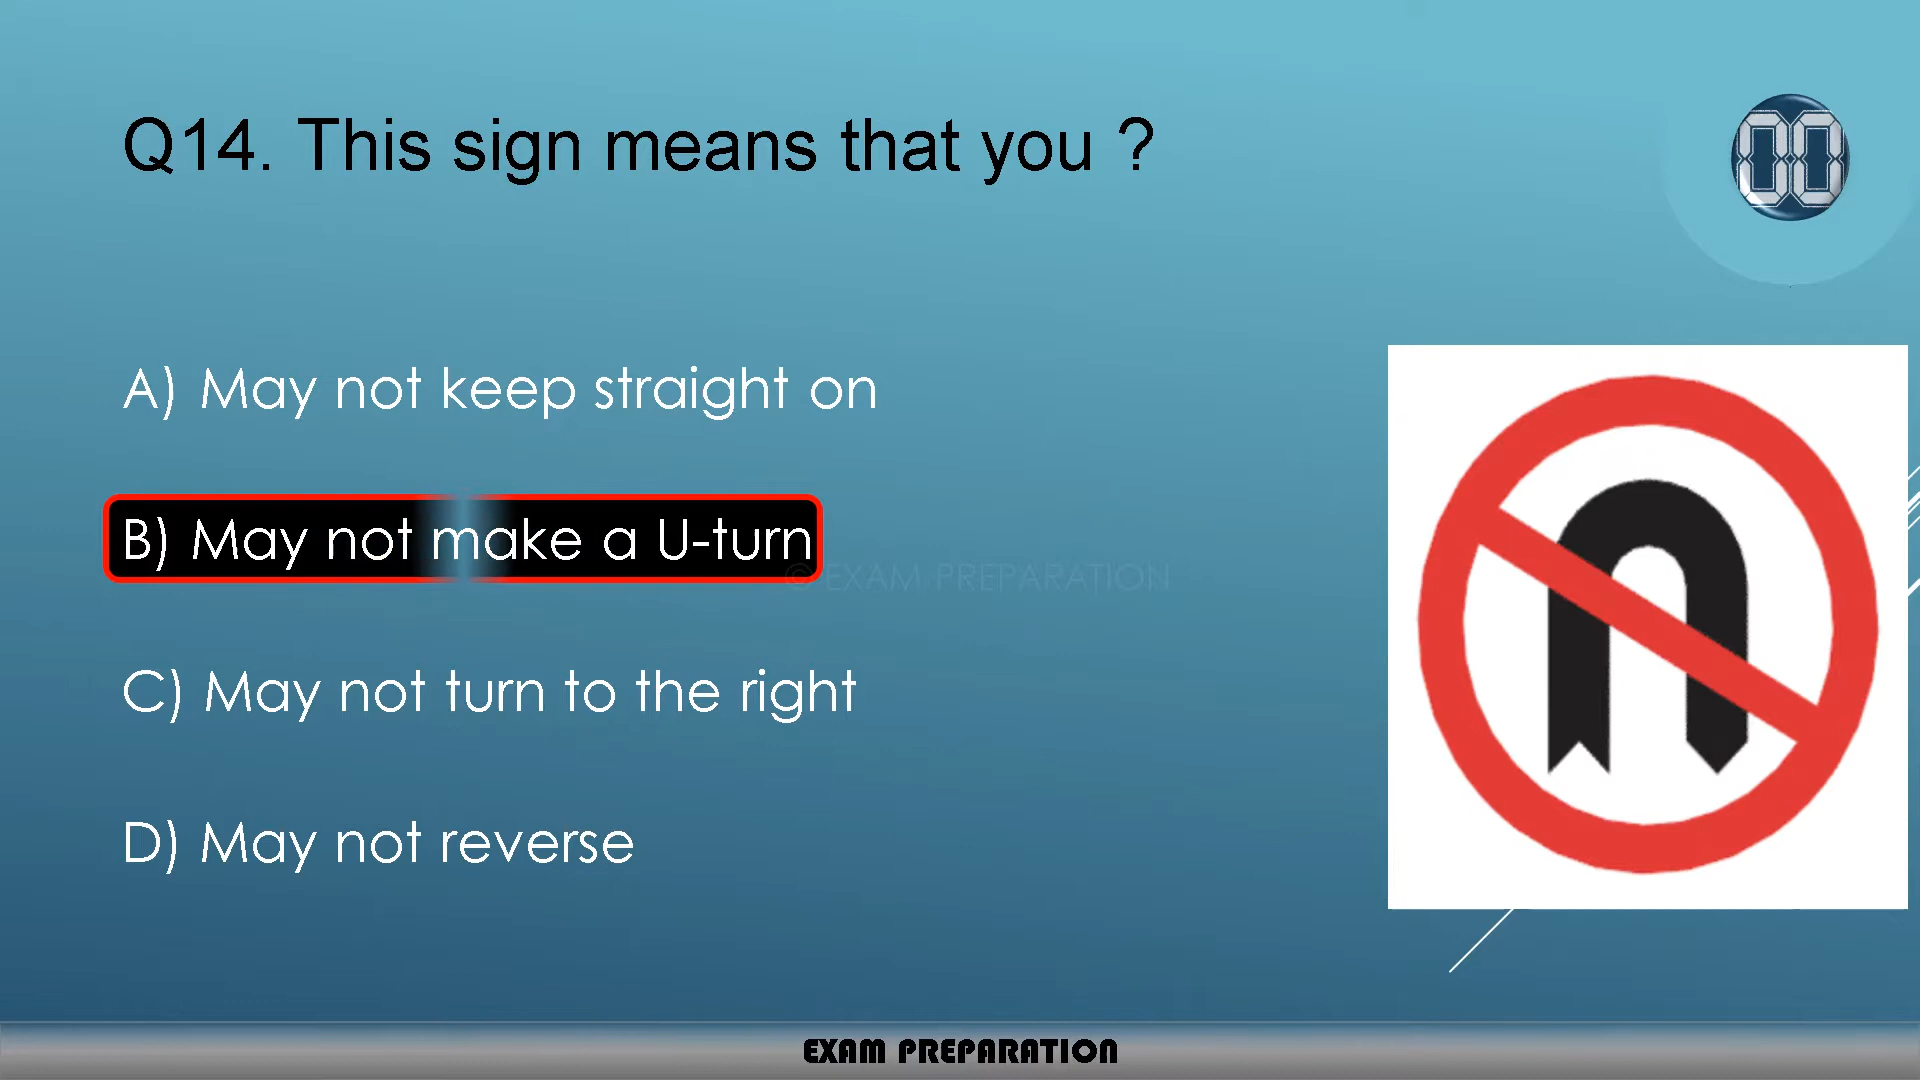 Q14. This sign means that you ?
00
A) May not keep straight on
B) May not make a U-turn
© EXAM PREPARATION
C) May not turn to the right
D) May not reverse
EXAM PREPARATION